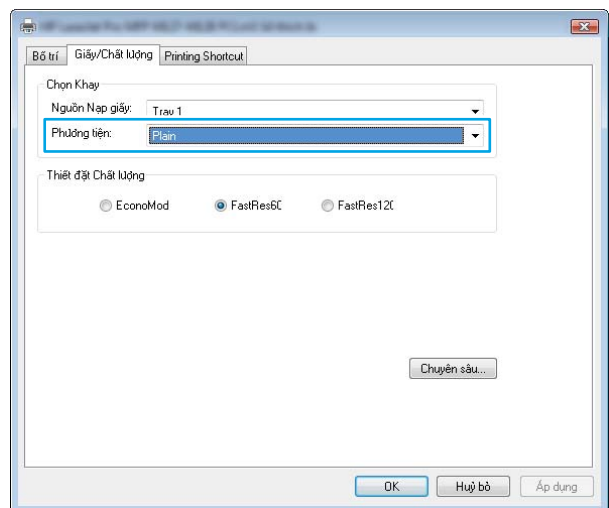 Bố trí Giấy/Chất lượng Printing Shortcut
Chọn Khay
Nguồn Nạp giấy: Tray 1
Phương tiện: Plain
Thiết đặt Chất lượng
EconoMod FastRes60 FastRes120
Chuyên sâu...
OK Huỷ bỏ Áp dụng